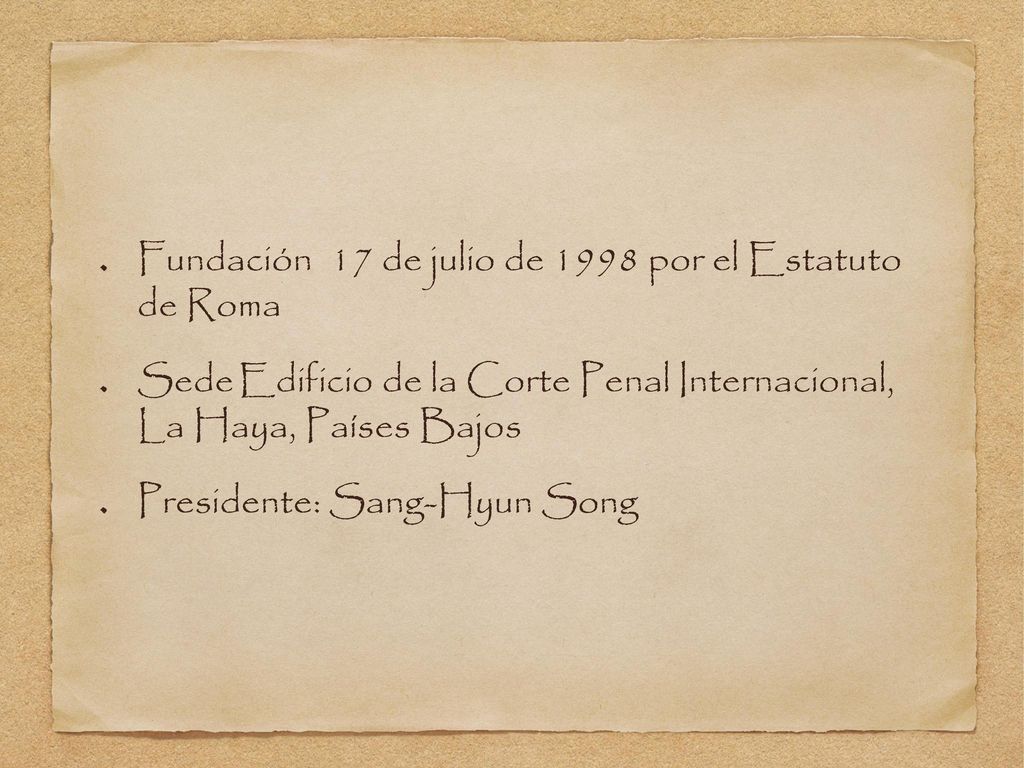 • Fundación  17 de julio de 1998 por el Estatuto
de Roma
• Sede Edificio de la Corte Penal Internacional,
La Haya, Países Bajos
• Presidente: Sang-Hyun Song